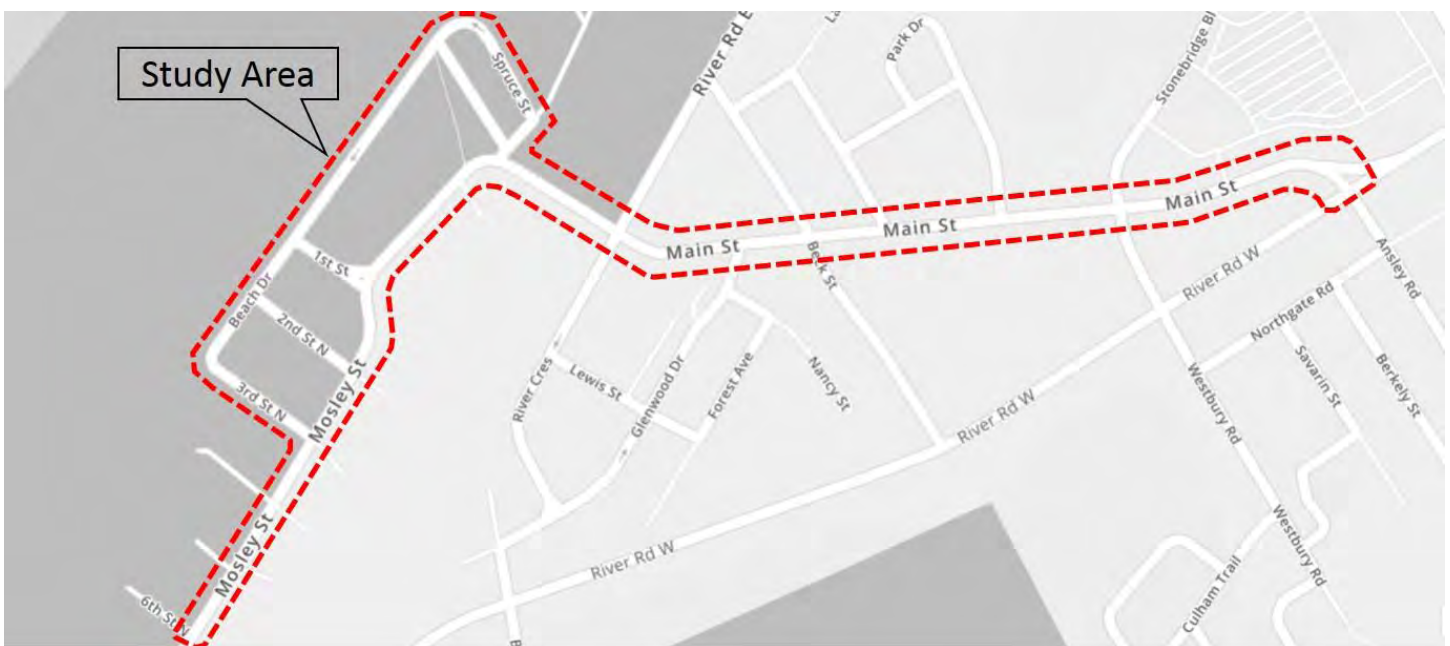 Study Area
Spruce St
River Rd E
Park Dr
Stonebridge Bl
La
1st St
Beach Dr
2nd St N
3rd St N
Mosley St
Mosley St
6th St N
Main St
Main St
Main St
Beck St
River Cres
Lewis St
Glenwood Dr
Forest Ave
Nancy St
River Rd W
River Rd W
River Rd W
Ansley Rd
Northgate Rd
Savarin St
Berkely St
Westbury Rd
Westbury Rd
Culham Trail
B